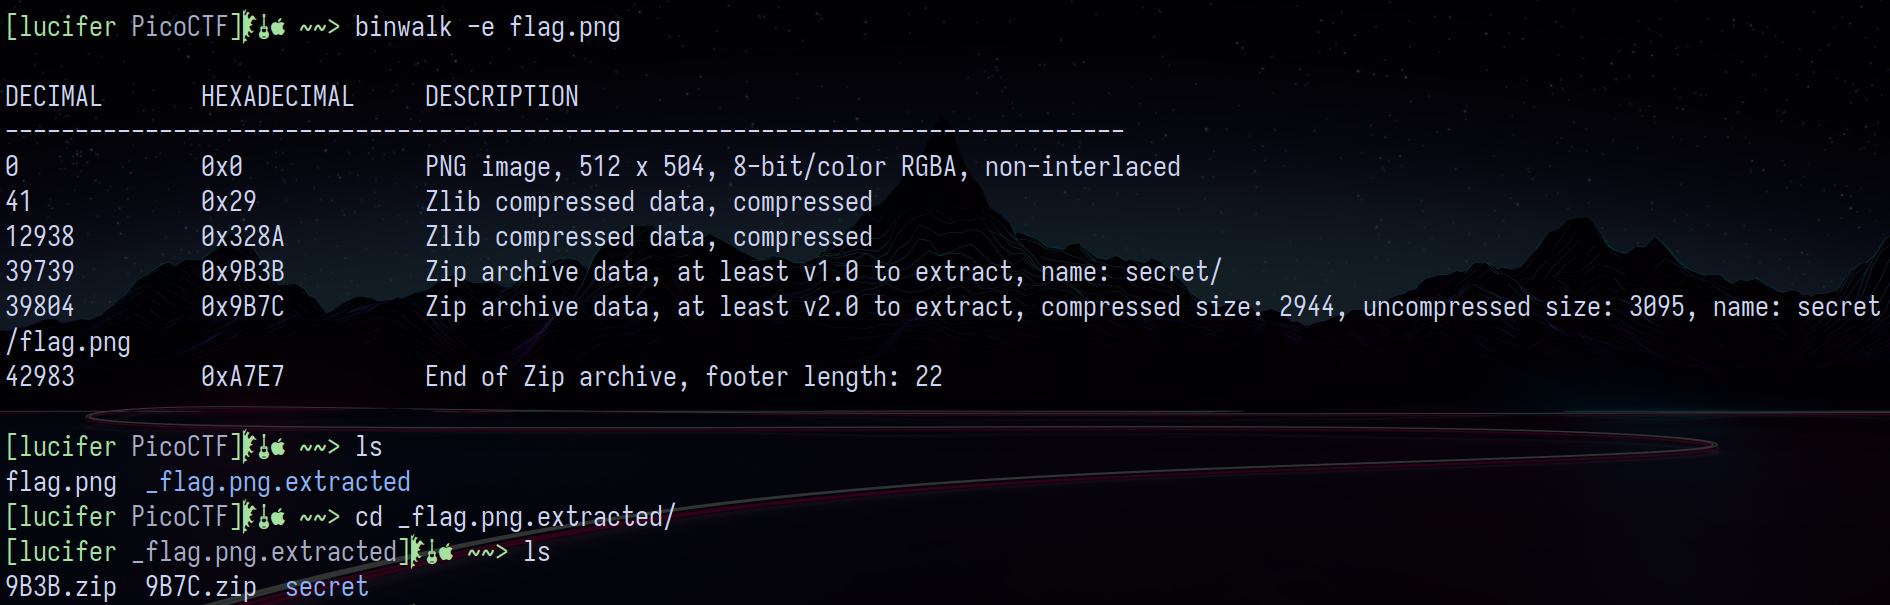 [lucifer PicoCTF] ~~> binwalk -e flag.png
DECIMAL       HEXADECIMAL     DESCRIPTION
--------------------------------------------------------------------------------
0             0x0             PNG image, 512 x 504, 8-bit/color RGBA, non-interlaced
41            0x29            Zlib compressed data, compressed
12938         0x328A          Zlib compressed data, compressed
39739         0x9B3B          Zip archive data, at least v1.0 to extract, name: secret/
39804         0x9B7C          Zip archive data, at least v2.0 to extract, compressed size: 2944, uncompressed size: 3095, name: secret
/flag.png
42983         0xA7E7          End of Zip archive, footer length: 22
[lucifer PicoCTF] ~~> ls
flag.png  _flag.png.extracted
[lucifer PicoCTF] ~~> cd _flag.png.extracted/
[lucifer _flag.png.extracted] ~~> ls
9B3B.zip  9B7C.zip  secret